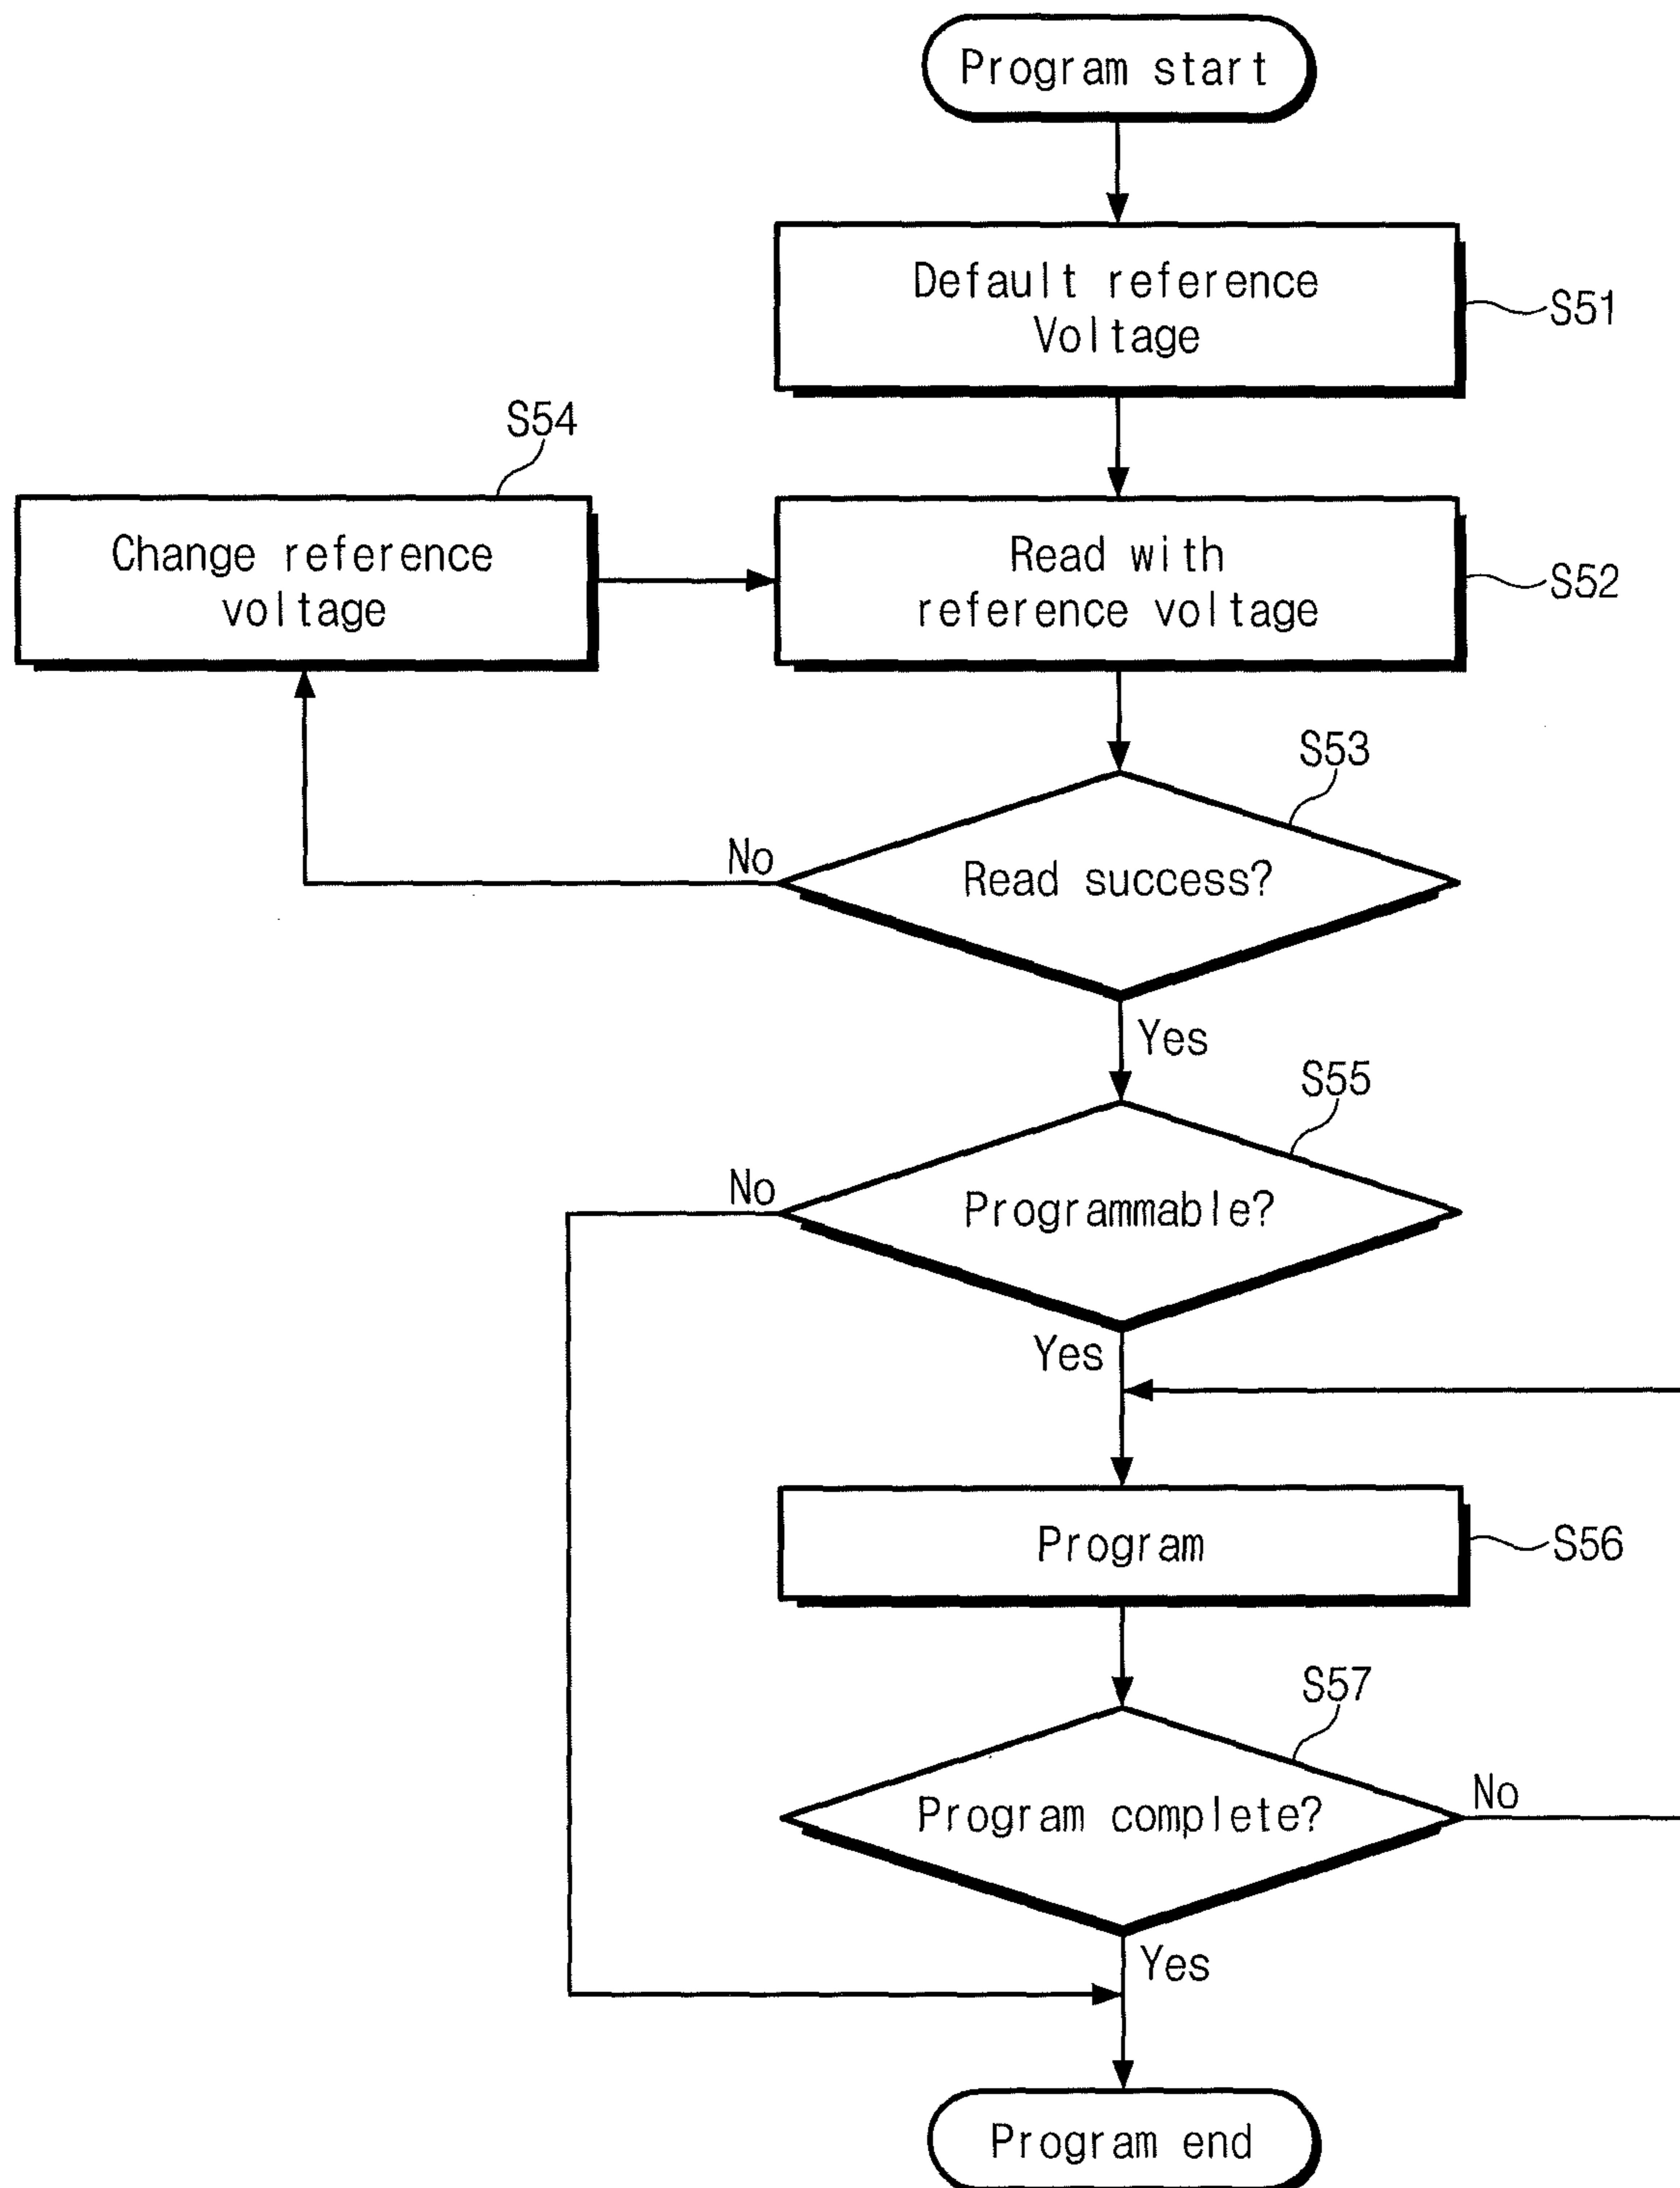 Program start
Default reference
Voltage
S51
S54
Change reference
voltage
Read with
reference voltage
S52
S53
No
Read success?
Yes
S55
No
Programmable?
Yes
Program
S56
S57
Program complete?
No
Yes
Program end